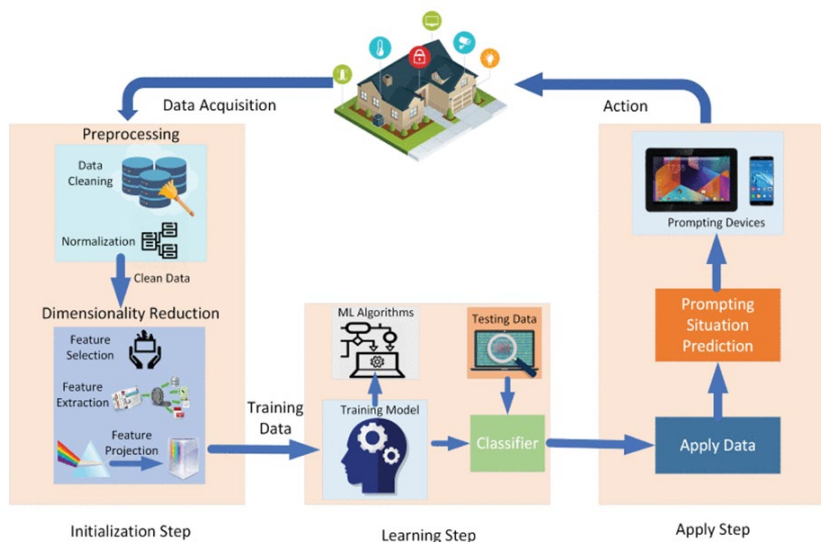 Data Acquisition
Action
Preprocessing
Data
Cleaning
Normalization
Clean Data
Dimensionality Reduction
Feature
Selection
Feature
Extraction
Feature
Projection
Initialization Step
Training
Data
ML Algorithms
Training Model
Testing Data
Classifier
Learning Step
Prompting Devices
Prompting
Situation
Prediction
Apply Data
Apply Step